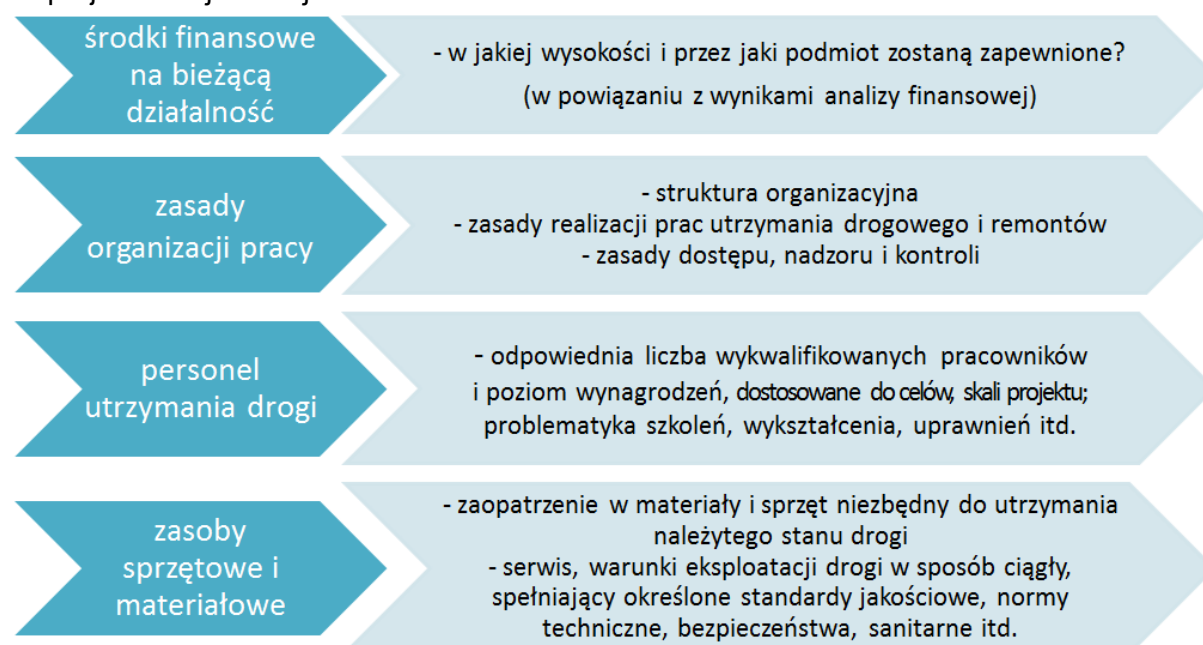 środki finansowe
na bieżącą
działalność
- w jakiej wysokości i przez jaki podmiot zostaną zapewnione?
(w powiązaniu z wynikami analizy finansowej)
zasady
organizacji pracy
- struktura organizacyjna
- zasady realizacji prac utrzymania drogowego i remontów
- zasady dostępu, nadzoru i kontroli
personel
utrzymania drogi
- odpowiednia liczba wykwalifikowanych pracowników
i poziom wynagrodzeń, dostosowane do celów, skali projektu;
problematyka szkoleń, wykształcenia, uprawnień itd.
zasoby
sprzętowe i
materiałowe
- zaopatrzenie w materiały i sprzęt niezbędny do utrzymania
należytego stanu drogi
- serwis, warunki eksploatacji drogi w sposób ciągły,
spełniający określone standardy jakościowe, normy
techniczne, bezpieczeństwa, sanitarne itd.